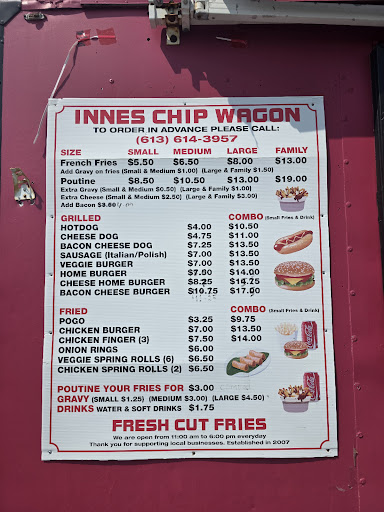 INNES CHIP WAGON
TO ORDER IN ADVANCE PLEASE CALL:
(613) 614-3957
SIZE SMALL MEDIUM LARGE FAMILY
French Fries $5.50 $6.50 $8.00 $13.00
Add Gravy on fries (Small & Medium $1.00) (Large & Family $1.50)
Poutine $8.50 $10.50 $13.00 $19.00
Extra Gravy (Small & Medium $0.50) (Large & Family $1.00)
Extra Cheese (Small & Medium $2.50) (Large & Family $3.00)
Add Bacon
GRILLED COMBO (Small Fries & Drink)
HOTDOG $4.00 $10.50
CHEESE DOG $4.75 $11.00
BACON CHEESE DOG $7.25 $13.50
SAUSAGE (Italian/Polish) $7.00 $13.50
VEGGIE BURGER $7.00 $13.50
HOME BURGER $7.90 $14.00
CHEESE HOME BURGER $8.25 $14.75
BACON CHEESE BURGER $10.75 $17.00
FRIED COMBO (Small Fries & Drink)
POGO $3.25 $9.75
CHICKEN BURGER $7.00 $13.50
CHICKEN FINGER (3) $7.50 $14.00
ONION RINGS $6.00
VEGGIE SPRING ROLLS (6) $6.50
CHICKEN SPRING ROLLS (2) $6.50
POUTINE YOUR FRIES FOR $3.00
GRAVY (SMALL $1.25) (MEDIUM $3.00) (LARGE $4.50)
DRINKS WATER & SOFT DRINKS $1.75
FRESH CUT FRIES
We are open from 11:00 am to 6:00 pm everyday
Thank you for supporting local businesses. Established in 2007